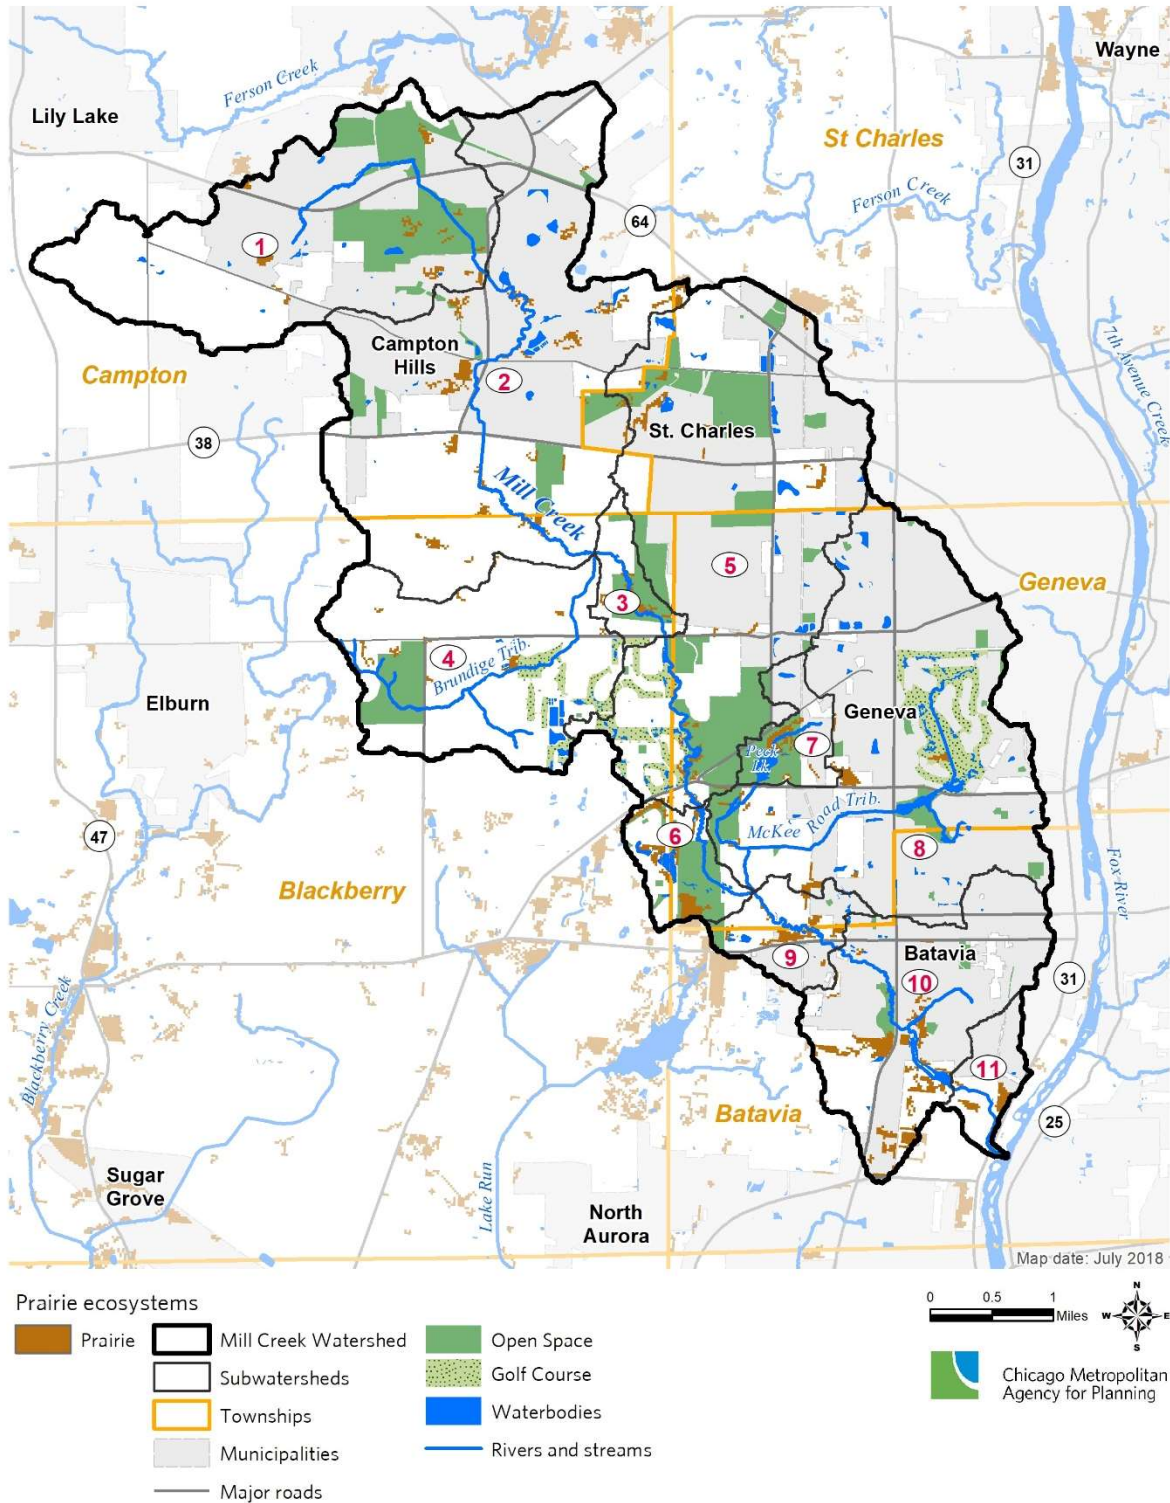 Wayne
Ferson Creek
Lily Lake
St Charles
31
Ferson Creek
64
1
7th Avenue Creek
Campton
Hills
Campton
2
St. Charles
38
Mill Creek
5
Geneva
3
4
Brundige Trib.
Elburn
Geneva
Peck
Lk.
7
McKee Road Trib.
47
6
8
Blackberry
Fox River
Batavia
9
10
31
Blackberry Creek
11
Batavia
25
Sugar
Grove
Lake Run
North
Aurora
Map date: July 2018
Prairie ecosystems
Prairie
Mill Creek Watershed
Subwatersheds
Townships
Municipalities
Major roads
Open Space
Golf Course
Waterbodies
Rivers and streams
0 0.5 1
Miles
N
W E
S
Chicago Metropolitan
Agency for Planning